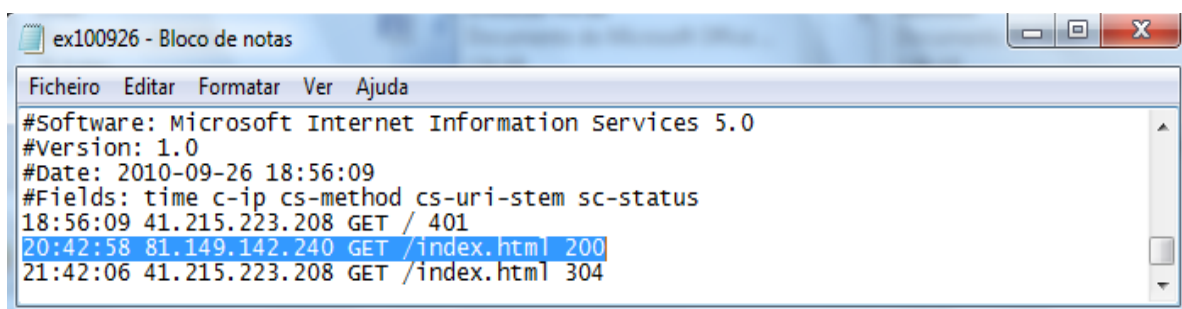 ex100926 - Bloco de notas
Ficheiro Editar Formatar Ver Ajuda
#Software: Microsoft Internet Information Services 5.0
#Version: 1.0
#Date: 2010-09-26 18:56:09
#Fields: time c-ip cs-method cs-uri-stem sc-status
18:56:09 41.215.223.208 GET / 401
20:42:58 81.149.142.240 GET /index.html 200
21:42:06 41.215.223.208 GET /index.html 304